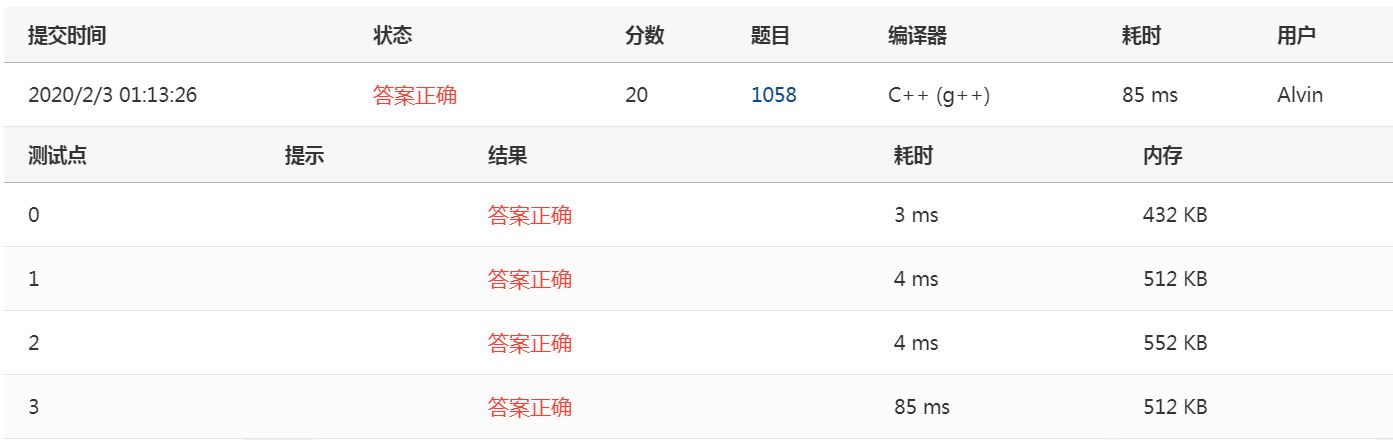 提交时间 状态 分数 题目 编译器 耗时 用户
2020/2/3 01:13:26 答案正确 20 1058 C++ (g++) 85 ms Alvin
测试点 提示 结果 耗时 内存
0 答案正确 3 ms 432 KB
1 答案正确 4 ms 512 KB
2 答案正确 4 ms 552 KB
3 答案正确 85 ms 512 KB